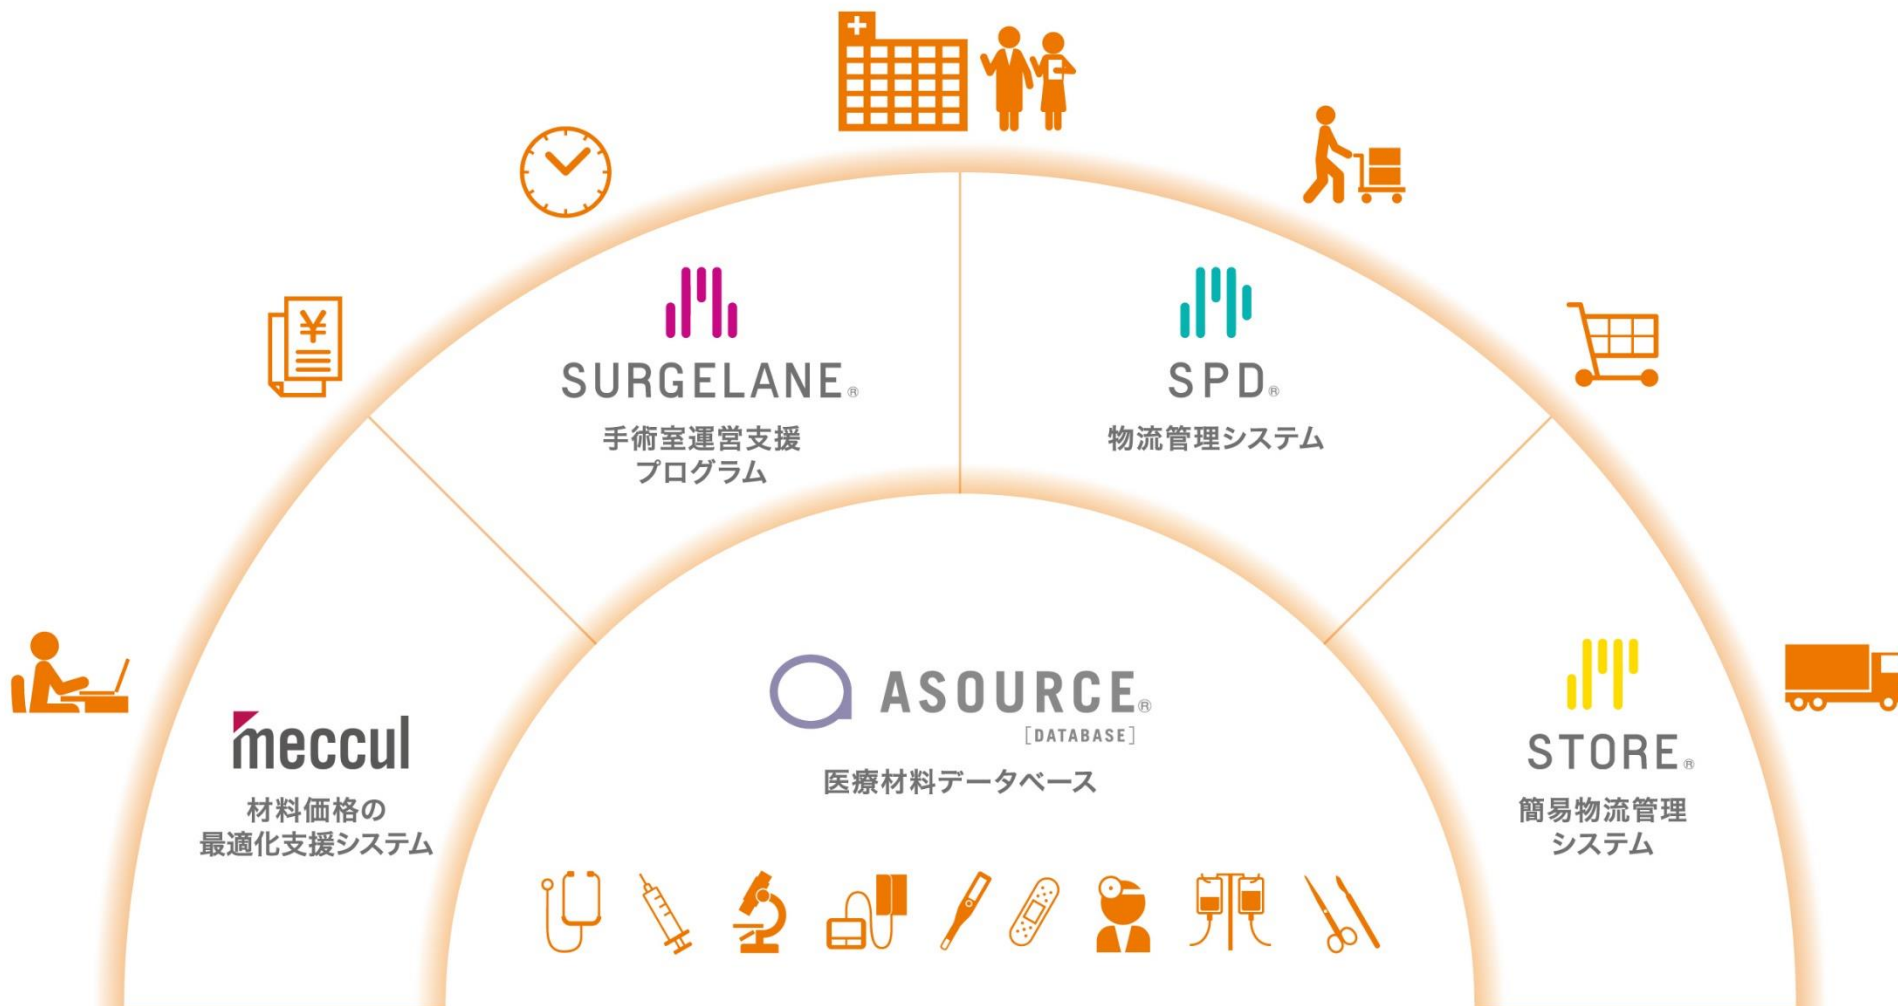 ¥
SURGELANE®
手術室運営支援
プログラム
SPD®
物流管理システム
meccul
材料価格の
最適化支援システム
ASOURCE®
[DATABASE]
医療材料データベース
STORE®
簡易物流管理
システム